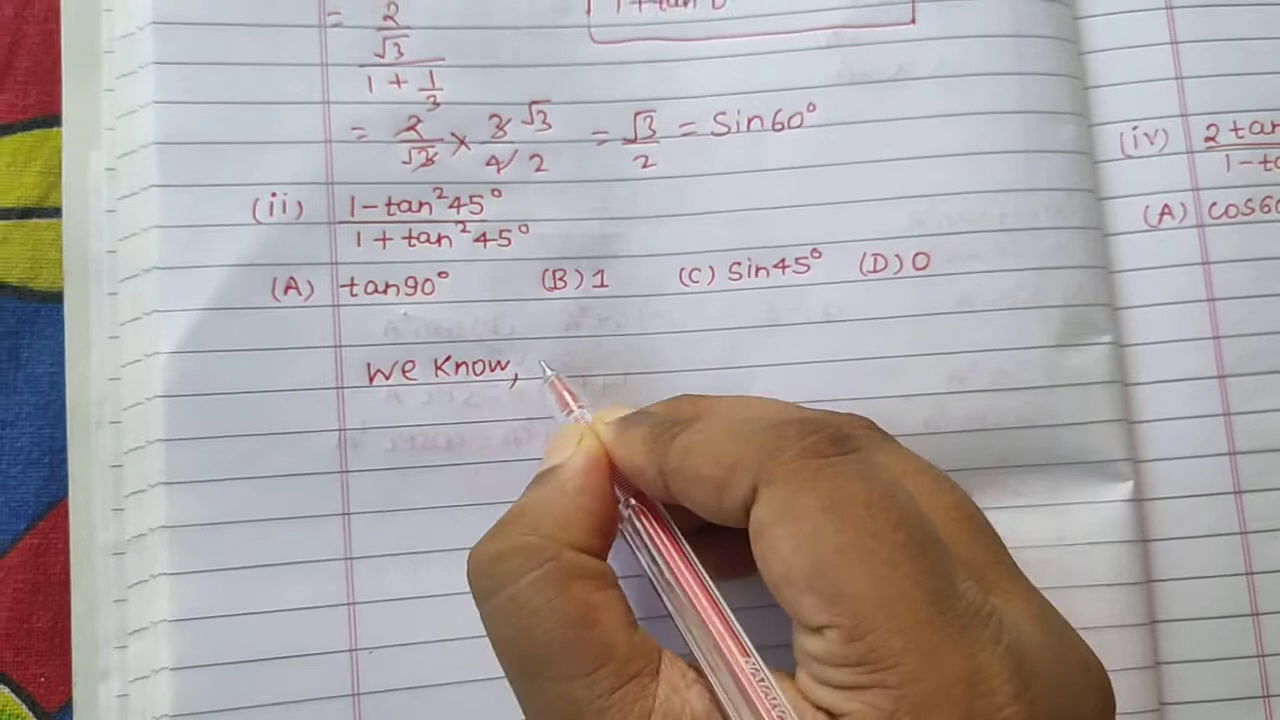 = 2/√3
1 + 1/3
= 2/√3 × 3 √3/4 2 = √3/2 = Sin60°
(ii) 1-tan²45°
1 + tan²45°
(A) tan90° (B) 1 (C) Sin45° (D) 0
We Know,
(iv) 2 tan
1-ta
(A) cos60